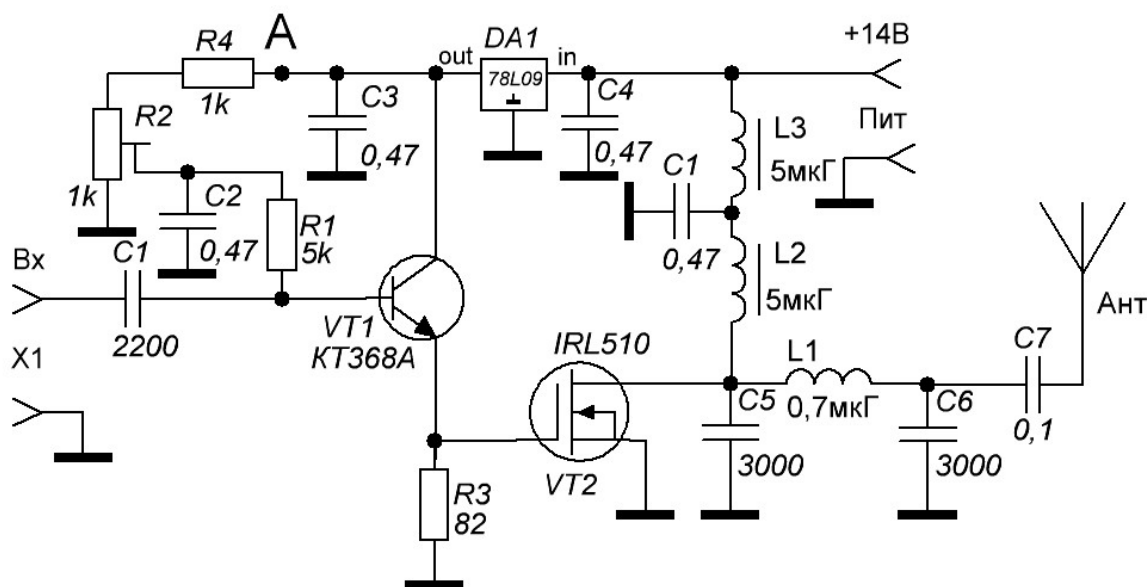 R4
A
1k
R2
1k
C3
0,47
C2
0,47
R1
5k
out
DA1
in
78L09
C4
0,47
+14В
Пит
L3
5мкГ
C1
0,47
L2
5мкГ
Вх
C1
2200
X1
VT1
КТ368А
IRL510
VT2
R3
82
L1
0,7мкГ
C5
3000
C6
3000
C7
0,1
Ант